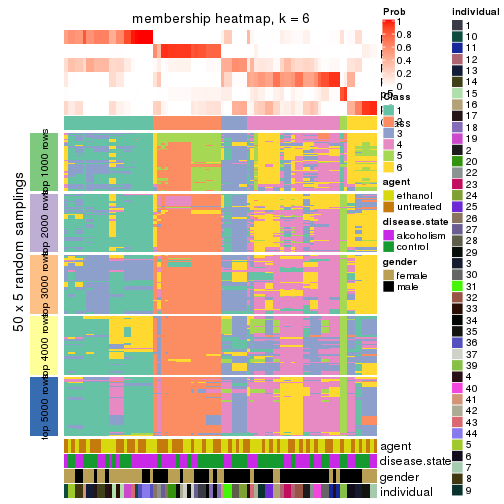 membership heatmap, k = 6
50 x 5 random samplings
top 1000 rows
top 2000 rows
top 3000 rows
top 4000 rows
top 5000 rows
agent
disease.state
gender
individual
Prob
1
0.8
0.6
0.4
0.2
0
Class
1
2
3
4
5
6
agent
ethanol
untreated
disease.state
alcoholism
control
gender
female
male
individual
1
10
11
12
13
14
15
16
17
18
19
2
20
22
23
24
25
26
27
28
29
3
30
31
32
33
34
35
36
37
39
4
40
41
42
43
44
5
6
7
8
9